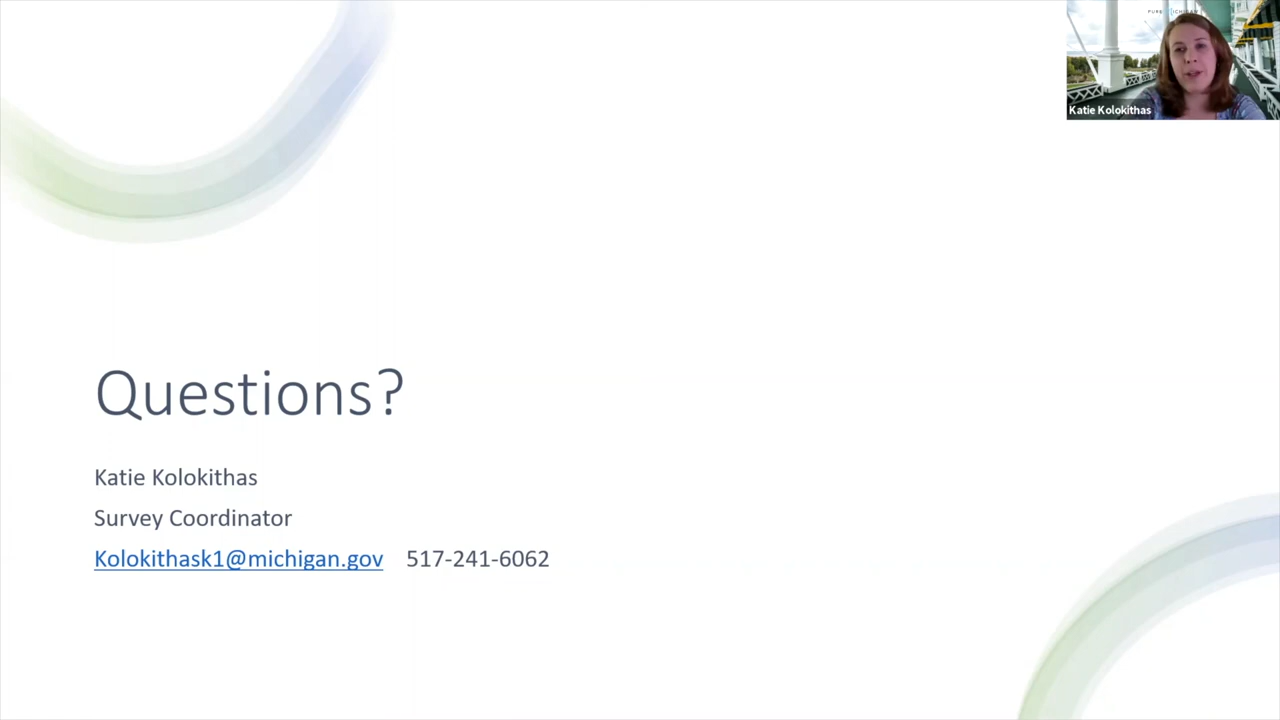 Katie Kolokithas
Questions?
Katie Kolokithas
Survey Coordinator
Kolokithask1@michigan.gov 517-241-6062